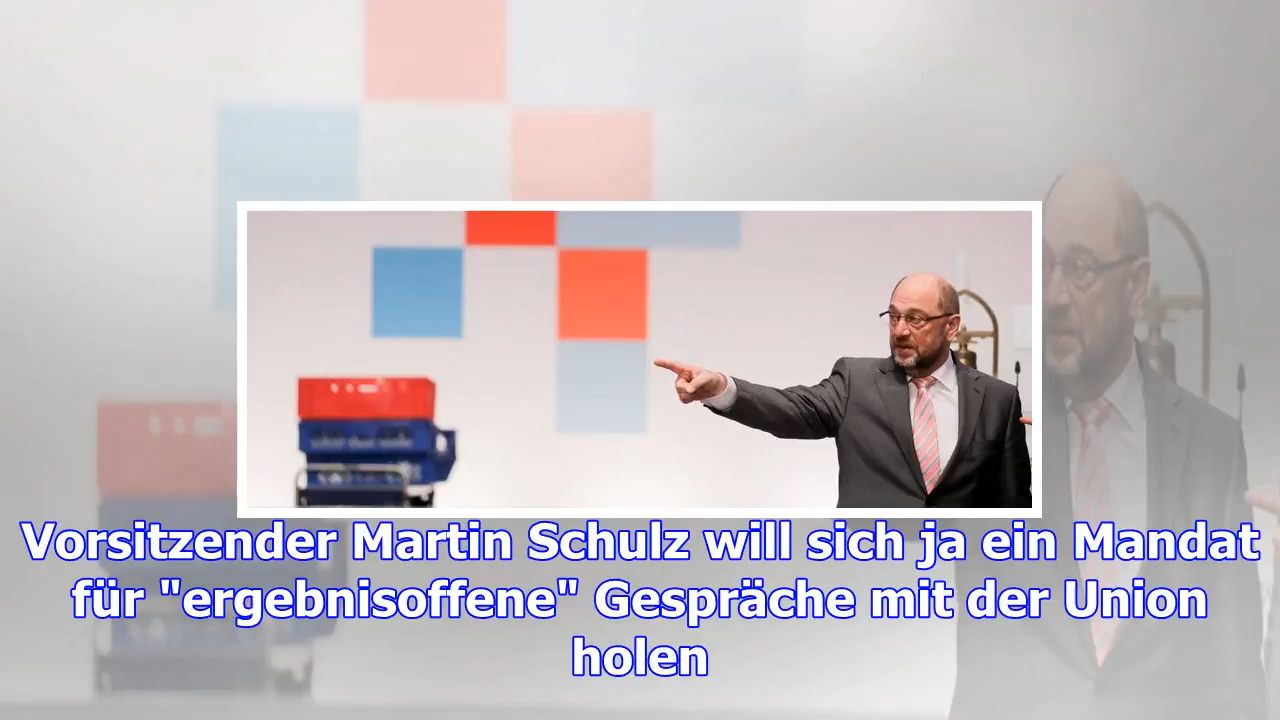 Vorsitzender Martin Schulz will sich ja ein Mandat
für "ergebnisoffene" Gespräche mit der Union
holen